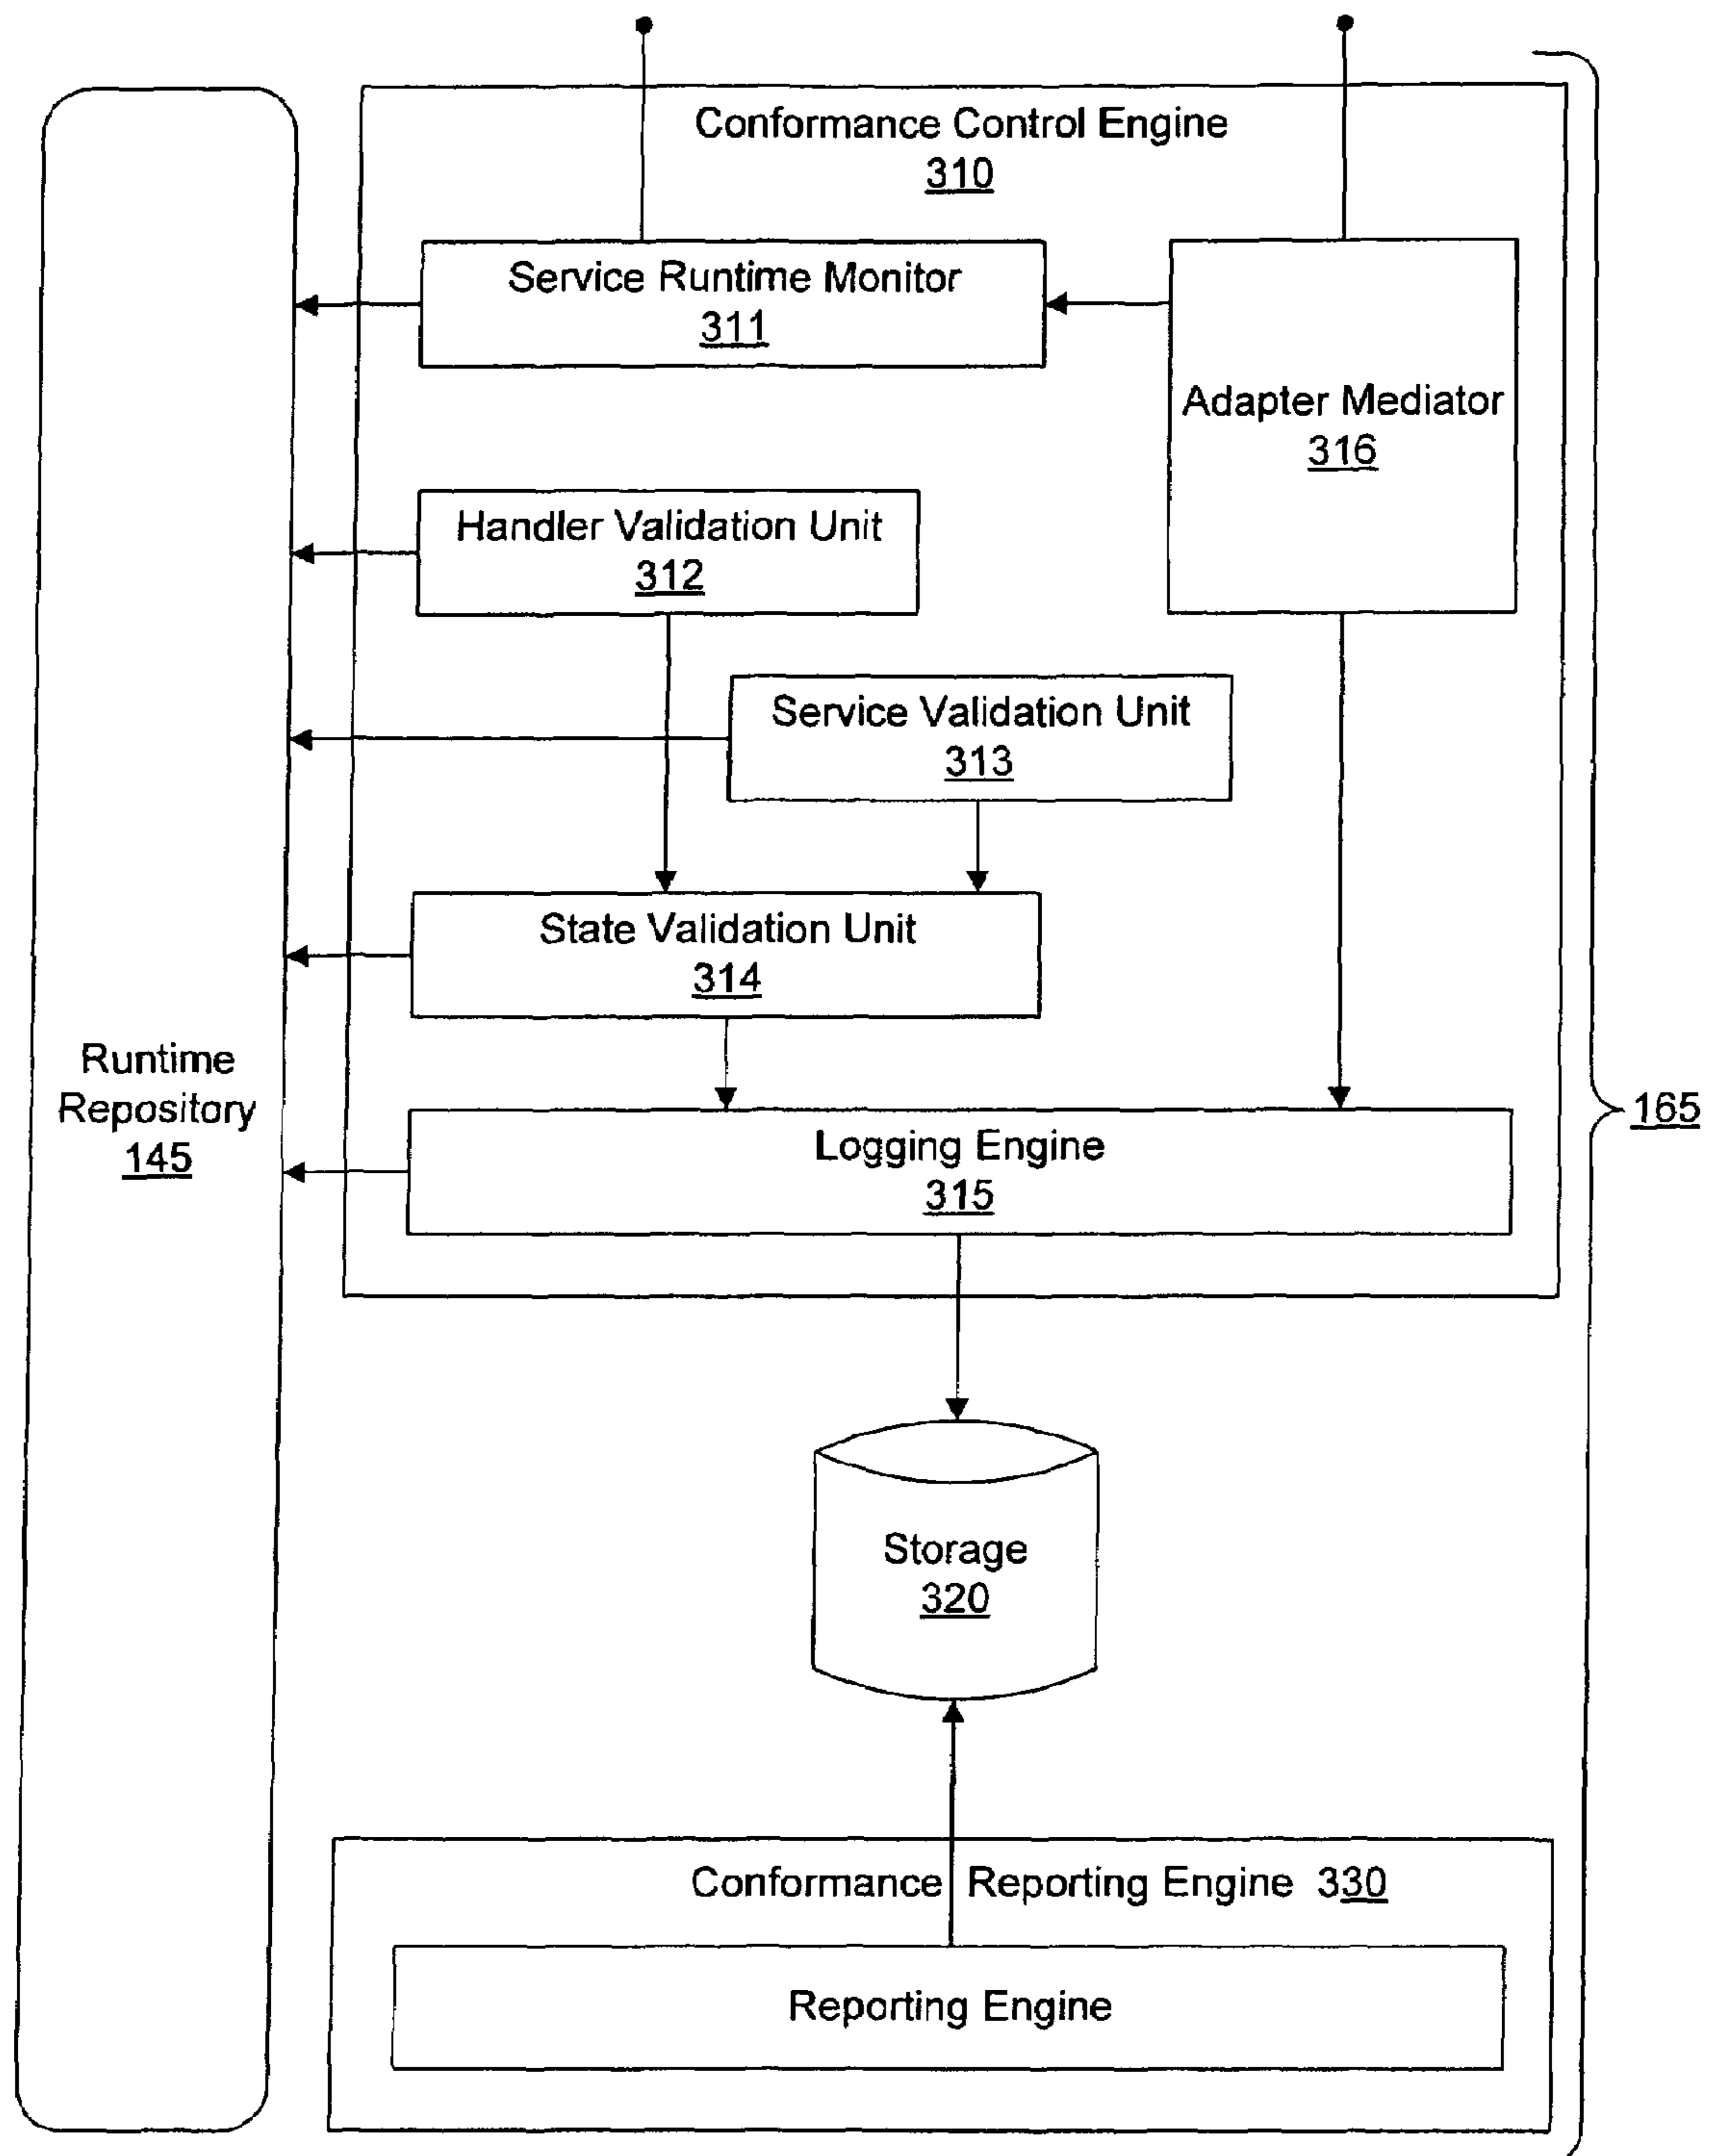 Conformance Control Engine
310
Service Runtime Monitor
311
Adapter Mediator
316
Handler Validation Unit
312
Service Validation Unit
313
State Validation Unit
314
Runtime
Repository
145
Logging Engine
315
165
Storage
320
Conformance Reporting Engine 330
Reporting Engine